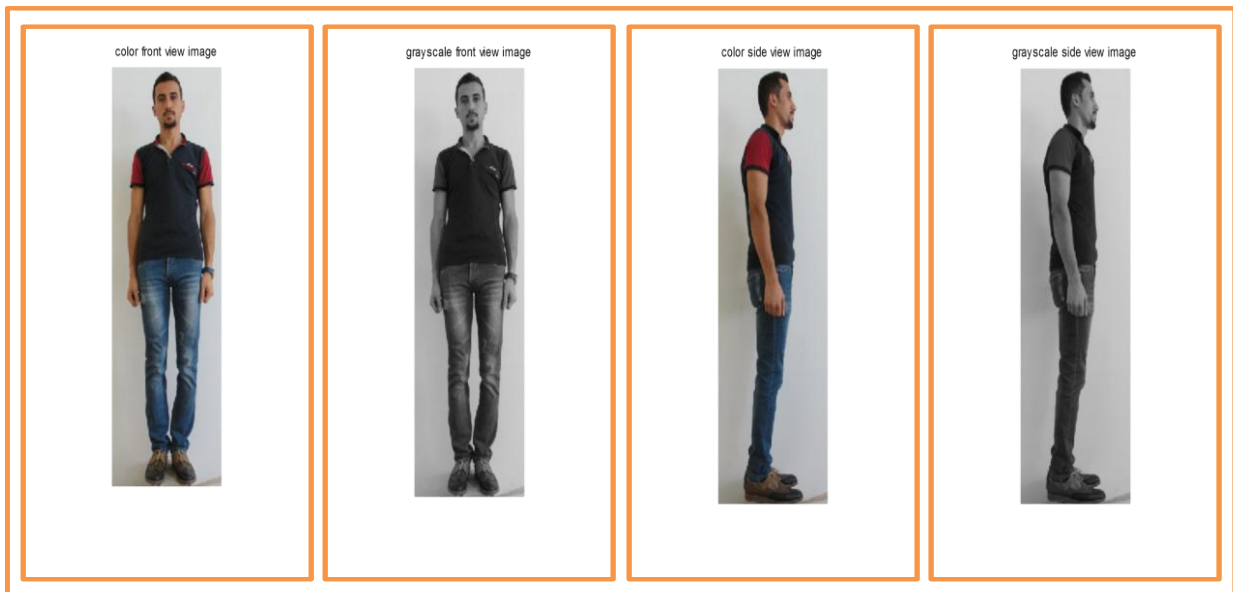 color front view image
grayscale front view image
color side view image
grayscale side view image